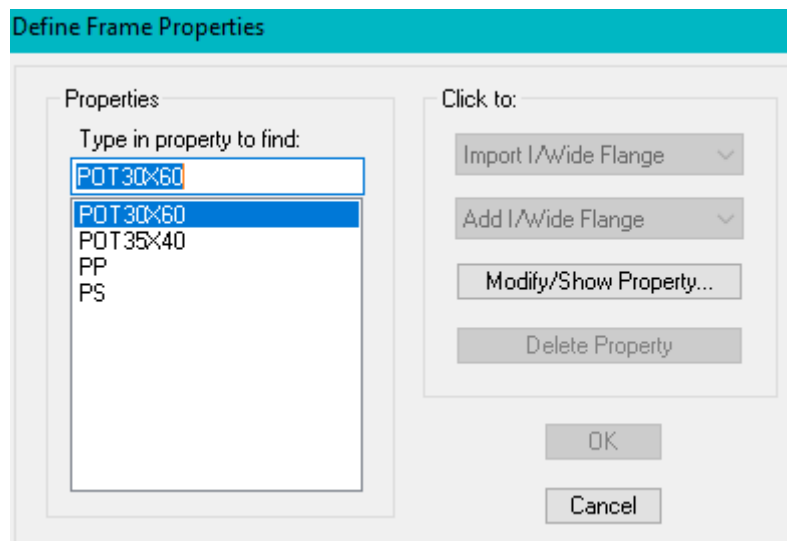 Define Frame Properties
Properties
Type in property to find:
POT30X60
POT30X60
POT35X40
PP
PS
Click to:
Import I/Wide Flange
Add I/Wide Flange
Modify/Show Property...
Delete Property
OK
Cancel